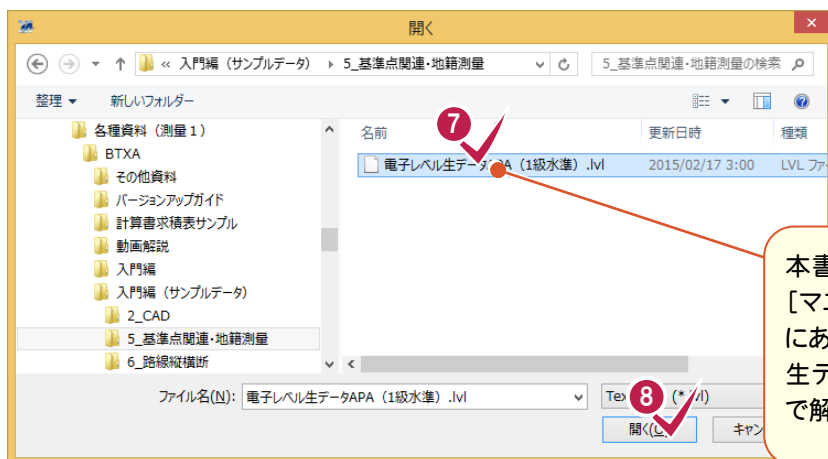 開く
« 入門編（サンプルデータ） 5_基準点関連・地籍測量
5_基準点関連・地籍測量の検索
整理 新しいフォルダー
各種資料（測量１）
BTXA
その他資料
バージョンアップガイド
計算書求積表サンプル
動画解説
入門編
入門編（サンプルデータ）
2_CAD
5_基準点関連・地籍測量
6_路線縦横断
名前 更新日時 種類
7
電子レベル生データAPA（1級水準）.lvl 2015/02/17 3:00 LVL ファ
本書
[マニ
にあ
生デ
で解
ファイル名(N): 電子レベル生データAPA（1級水準）.lvl
8
開く(O) キャン